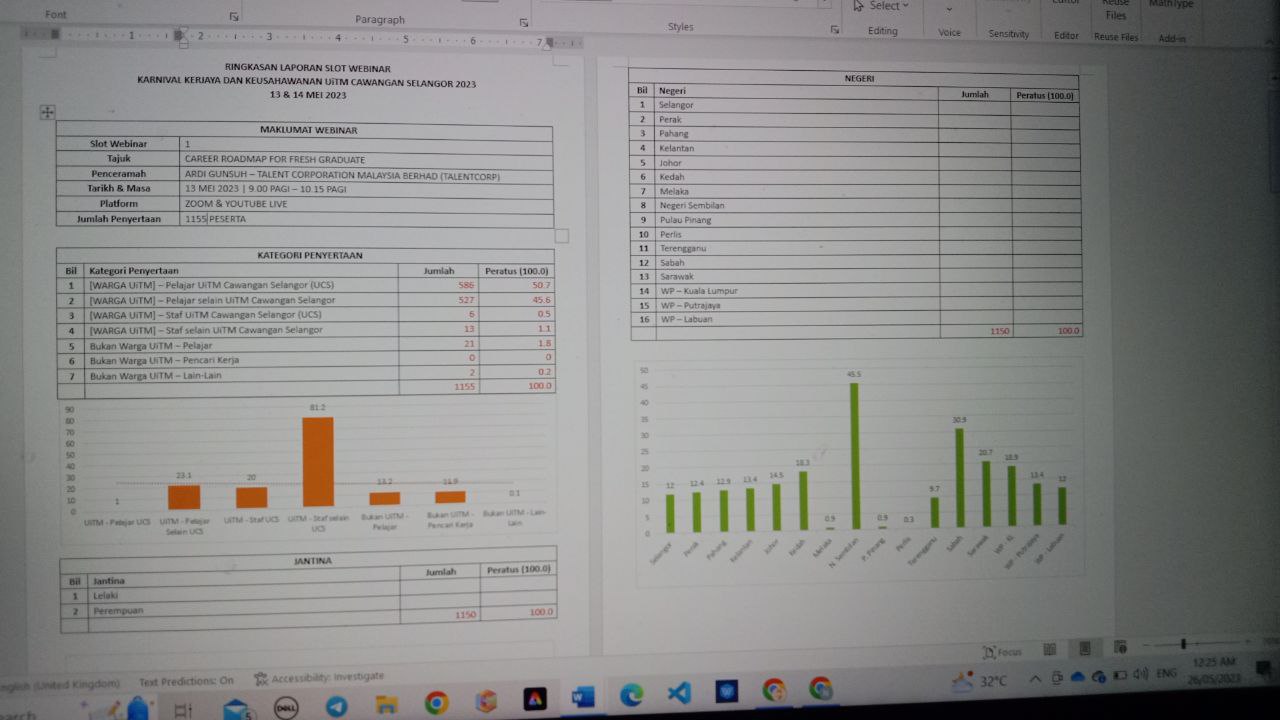 Font
Paragraph
Styles
Select
Editing
Voice
Sensitivity
Editor
Reuse Files
Reuse Files
MathType
Add-in
1 2 3 4 5 6 7
RINGKASAN LAPORAN SLOT WEBINAR
KARNIVAL KERJAYA DAN KEUSAHAWANAN UiTM CAWANGAN SELANGOR 2023
13 & 14 MEI 2023
MAKLUMAT WEBINAR
Slot Webinar 1
Tajuk CAREER ROADMAP FOR FRESH GRADUATE
Penceramah ARDI GUNSUH – TALENT CORPORATION MALAYSIA BERHAD (TALENTCORP)
Tarikh & Masa 13 MEI 2023 | 9.00 PAGI – 10.15 PAGI
Platform ZOOM & YOUTUBE LIVE
Jumlah Penyertaan 1155 PESERTA
KATEGORI PENYERTAAN
Bil Kategori Penyertaan Jumlah Peratus (100.0)
1 [WARGA UiTM] – Pelajar UiTM Cawangan Selangor (UCS) 586 50.7
2 [WARGA UiTM] – Pelajar selain UiTM Cawangan Selangor 527 45.6
3 [WARGA UiTM] – Staf UiTM Cawangan Selangor (UCS) 6 0.5
4 [WARGA UiTM] – Staf selain UiTM Cawangan Selangor 13 1.1
5 Bukan Warga UiTM – Pelajar 21 1.8
6 Bukan Warga UiTM – Pencari Kerja 0 0
7 Bukan Warga UiTM – Lain-Lain 2 0.2
1155 100.0
90
80
70
60
50
40
30
20
10
0
1 23.1 20 81.2 13.2 11.9 0.1
UiTM - Pelajar UCS
UiTM - Pelajar Selain UCS
UiTM - Staf UCS
UiTM - Staf selain UCS
Bukan UiTM - Pelajar
Bukan UiTM - Pencari Kerja
Bukan UiTM - Lain-Lain
JANTINA
Bil Jantina Jumlah Peratus (100.0)
1 Lelaki
2 Perempuan
1150 100.0
NEGERI
Bil Negeri Jumlah Peratus (100.0)
1 Selangor
2 Perak
3 Pahang
4 Kelantan
5 Johor
6 Kedah
7 Melaka
8 Negeri Sembilan
9 Pulau Pinang
10 Perlis
11 Terengganu
12 Sabah
13 Sarawak
14 WP – Kuala Lumpur
15 WP – Putrajaya
16 WP – Labuan
1150 100.0
50
45
40
35
30
25
20
15
10
5
0
12 12.4 12.9 13.4 14.5 18.3 0.9 45.5 0.9 0.3 9.7 30.9 20.7 18.9 13.4 12
Selangor
Perak
Pahang
Kelantan
Johor
Kedah
Melaka
N. Sembilan
P. Pinang
Perlis
Terengganu
Sabah
Sarawak
WP - KL
WP - Putrajaya
WP - Labuan
Focus
English (United Kingdom) Text Predictions: On Accessibility: Investigate
5
DELL
32°C
ENG
12:25 AM
26/05/2023